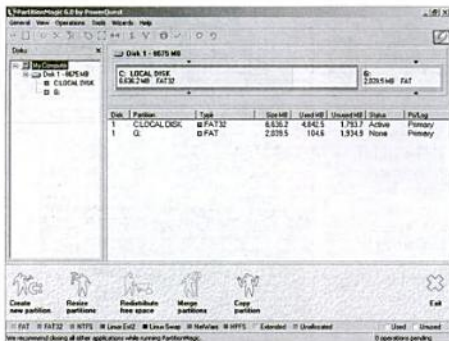 PartitionMagic 6.0 by PowerQuest
General View Operations Tools Wizards Help
Disks
My Computer
Disk 1 - 8675 MB
C:LOCAL DISK
G:
Disk 1 - 8675 MB
C: LOCAL DISK
6,636.2 MB FAT32
G:
2,039.5 MB FAT
Disk Partition Type Size MB Used MB Unused MB Status Pri/Log
1 C:LOCAL DISK FAT32 6,636.2 4,842.5 1,793.7 Active Primary
1 G: FAT 2,039.5 104.6 1,934.9 None Primary
Create new partition
Resize partitions
Redistribute free space
Merge partitions
Copy partition
Exit
FAT FAT32 NTFS Linux Ext2 Linux Swap NetWare HPFS Extended Unallocated Used Unused
We recommend closing all other applications while running PartitionMagic. 0 operations pending